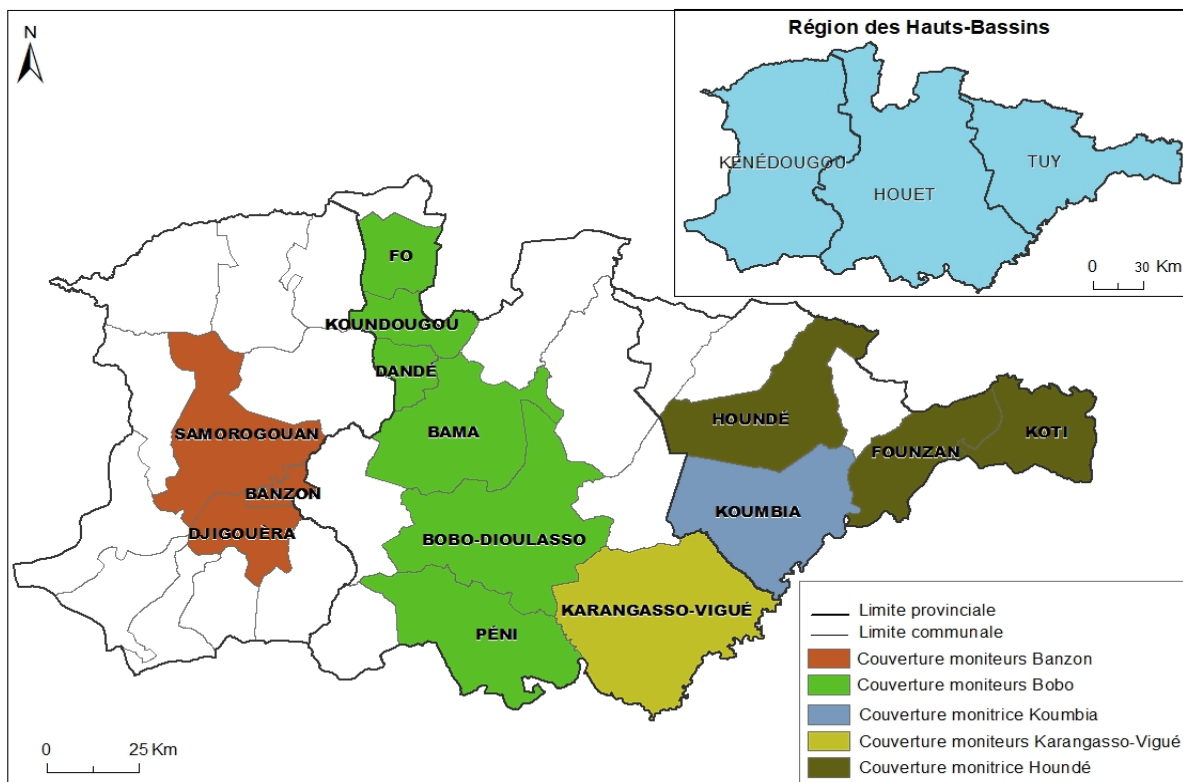 N
Région des Hauts-Bassins
KÉNÉDOUGOU
HOUET
TUY
0 30 Km
FO
KOUNDOUGOU
DANDÉ
BAMA
SAMOROGOUAN
BANZON
DJIGOUÈRA
BOBO-DIOULASSO
PÉNI
HOUNDÉ
FOUNZAN
KOTI
KOUMBIA
KARANGASSO-VIGUÉ
Limite provinciale
Limite communale
Couverture moniteurs Banzon
Couverture moniteurs Bobo
Couverture monitrice Koumbia
Couverture moniteurs Karangasso-Vigué
Couverture monitrice Houndé
0 25 Km